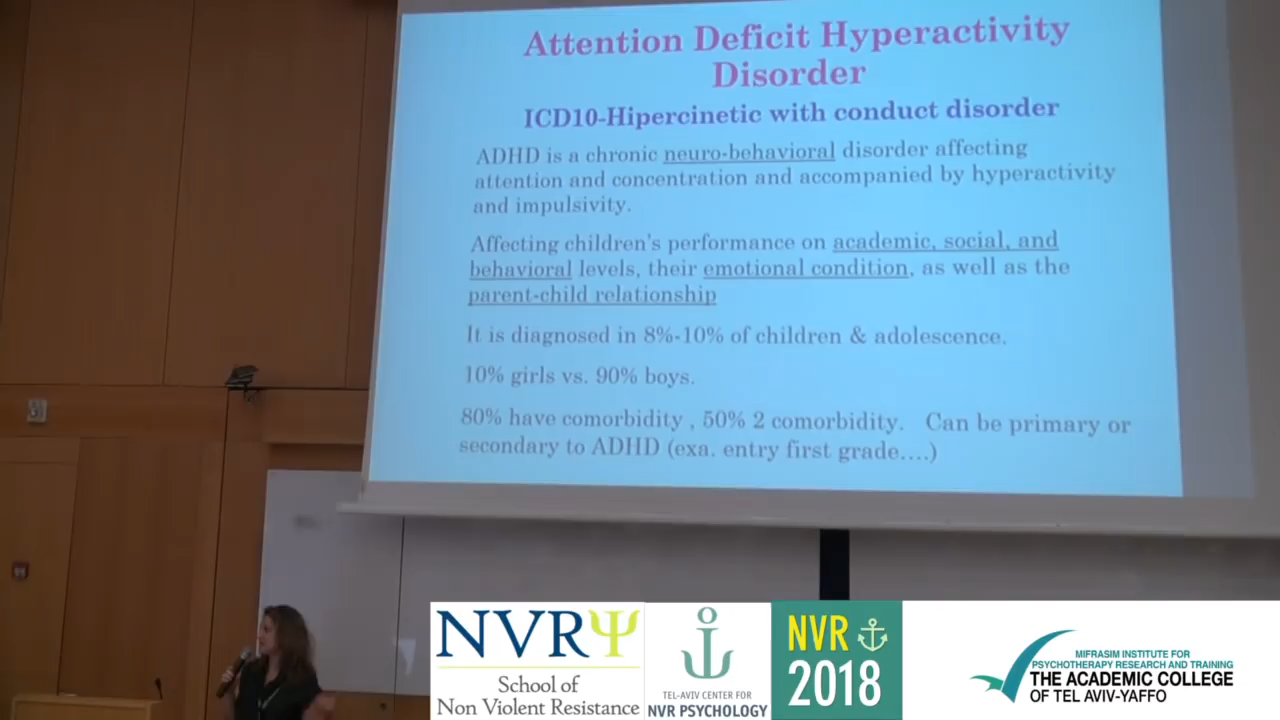 Attention Deficit Hyperactivity
Disorder
ICD10-Hipercinetic with conduct disorder
ADHD is a chronic neuro-behavioral disorder affecting
attention and concentration and accompanied by hyperactivity
and impulsivity.
Affecting children's performance on academic, social, and
behavioral levels, their emotional condition, as well as the
parent-child relationship
It is diagnosed in 8%-10% of children & adolescence.
10% girls vs. 90% boys.
80% have comorbidity , 50% 2 comorbidity. Can be primary or
secondary to ADHD (exa. entry first grade....)
NVRΨ
School of
Non Violent Resistance
TEL-AVIV CENTER FOR
NVR PSYCHOLOGY
NVR
2018
MIFRASIM INSTITUTE FOR
PSYCHOTHERAPY RESEARCH AND TRAINING
THE ACADEMIC COLLEGE
OF TEL AVIV-YAFFO